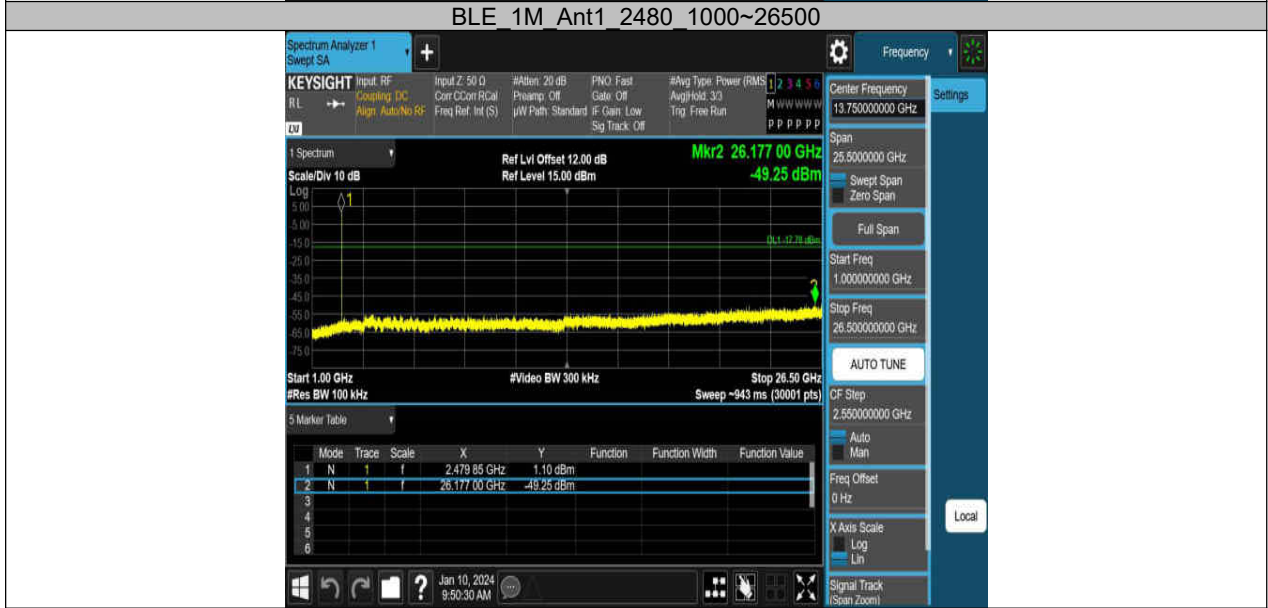 BLE_1M_Ant1_2480_1000~26500
Spectrum Analyzer 1
Swept SA
+
Frequency
KEYSIGHT
RL
Input: RF
Coupling: DC
Align: Auto/No RF
Input Z: 50 Ω
Corr CCorr RCal
Freq Ref: Int (S)
#Atten: 20 dB
Preamp: Off
µW Path: Standard
PNO: Fast
Gate: Off
IF Gain: Low
Sig Track: Off
#Avg Type: Power (RMS
Avg|Hold: 3/3
Trig: Free Run
1 2 3 4 5 6
M W W W W W
P P P P P P
1 Spectrum
Scale/Div 10 dB
Ref Lvl Offset 12.00 dB
Ref Level 15.00 dBm
Mkr2 26.177 00 GHz
-49.25 dBm
Log
5.00
-5.00
-15.0
-25.0
-35.0
-45.0
-55.0
-65.0
-75.0
1
DL1 -17.78 dBm
2
Start 1.00 GHz
#Res BW 100 kHz
#Video BW 300 kHz
Stop 26.50 GHz
Sweep ~943 ms (30001 pts)
5 Marker Table
Mode Trace Scale X Y Function Function Width Function Value
1 N 1 f 2.479 85 GHz 1.10 dBm
2 N 1 f 26.177 00 GHz -49.25 dBm
3
4
5
6
Center Frequency
13.750000000 GHz
Span
25.5000000 GHz
Swept Span
Zero Span
Full Span
Start Freq
1.000000000 GHz
Stop Freq
26.500000000 GHz
AUTO TUNE
CF Step
2.550000000 GHz
Auto
Man
Freq Offset
0 Hz
X Axis Scale
Log
Lin
Signal Track
(Span Zoom)
Settings
Local
?
Jan 10, 2024
9:50:30 AM